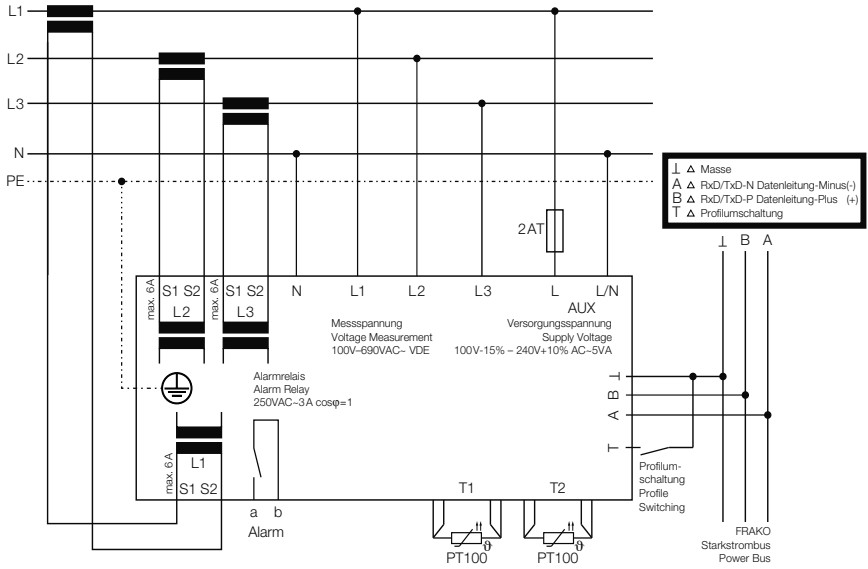 L1
L2
L3
N
PE
⊥ ∆ Masse
A ∆ RxD/TxD-N Datenleitung-Minus(-)
B ∆ RxD/TxD-P Datenleitung-Plus (+)
T ∆ Profilumschaltung
2AT
⊥ B A
max. 6A
S1 S2
L2
max. 6A
S1 S2
L3
N
L1
L2
L3
L
L/N
AUX
Messspannung
Voltage Measurement
100V–690VAC~ VDE
Versorgungsspannung
Supply Voltage
100V-15% – 240V+10% AC~5VA
Alarmrelais
Alarm Relay
250VAC~3A cosφ=1
⊥
B
A
T
max. 6A
L1
S1 S2
a b
Alarm
T1
T2
Profilum-
schaltung
Profile
Switching
ϑ
PT100
ϑ
PT100
FRAKO
Starkstrombus
Power Bus